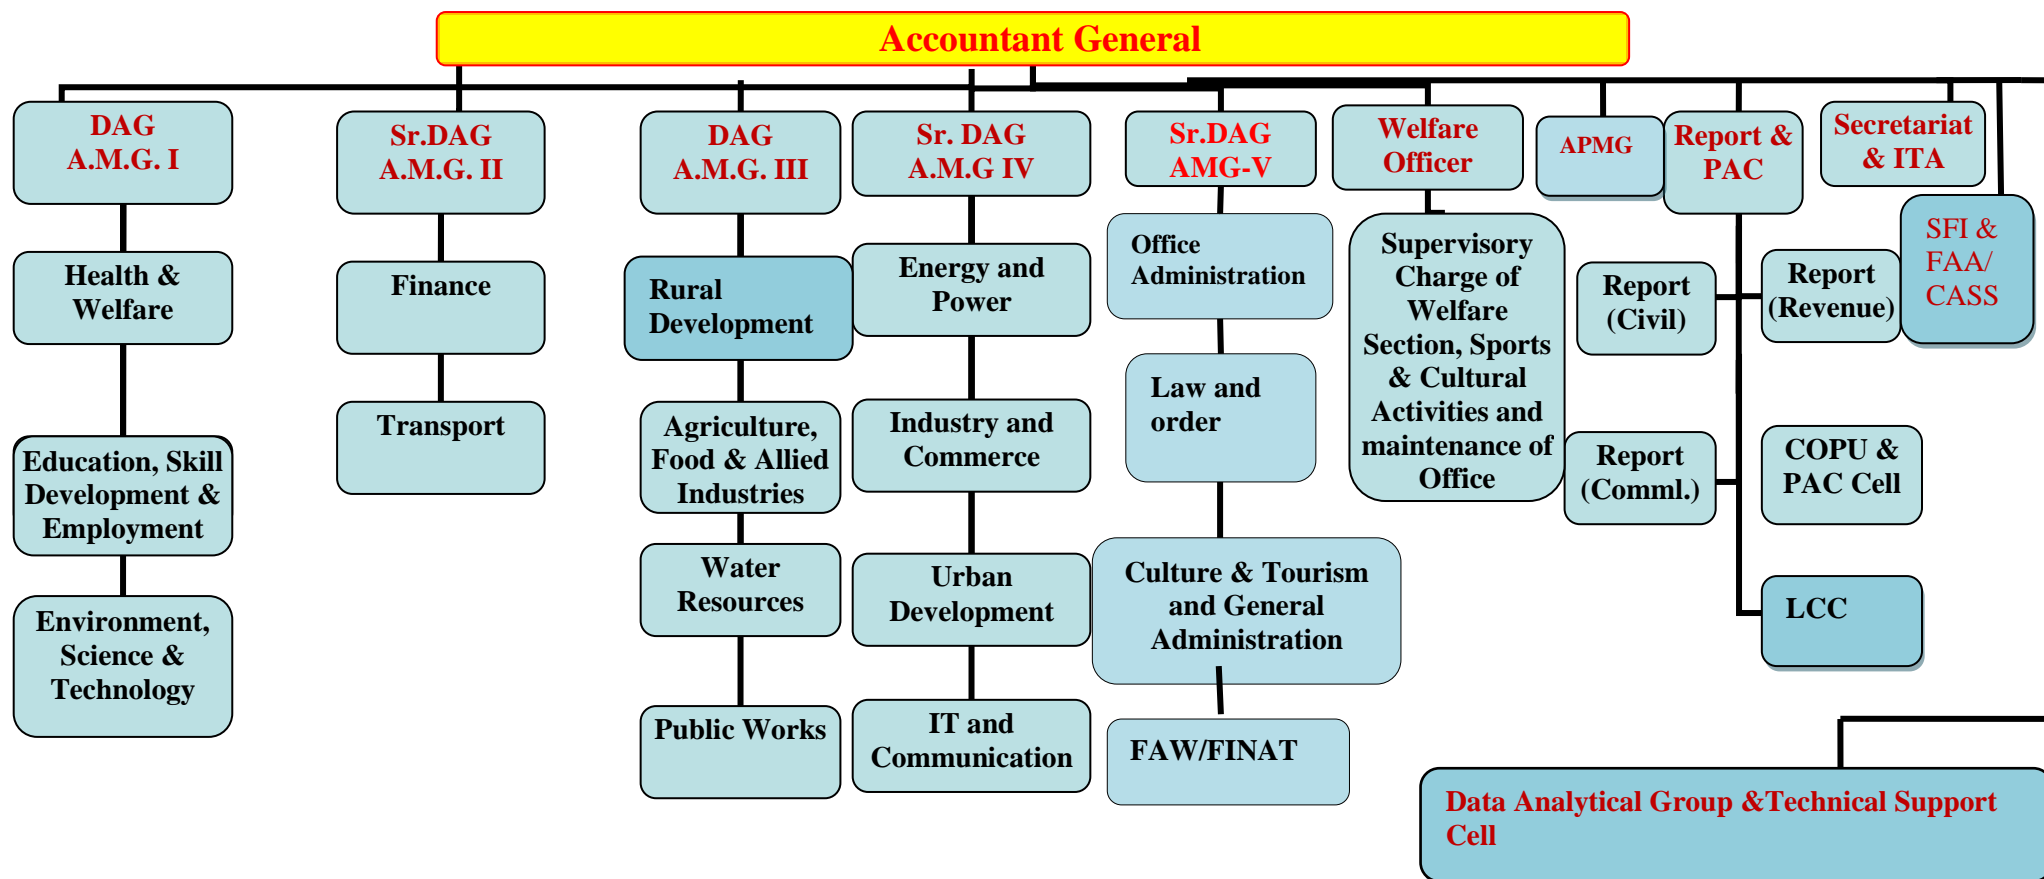 Accountant General
DAG
A.M.G. I
Health &
Welfare
Education, Skill
Development &
Employment
Environment,
Science &
Technology
Sr.DAG
A.M.G. II
Finance
Transport
DAG
A.M.G. III
Rural
Development
Agriculture,
Food & Allied
Industries
Water
Resources
Public Works
Sr. DAG
A.M.G IV
Energy and
Power
Industry and
Commerce
Urban
Development
IT and
Communication
Sr.DAG
AMG-V
Office
Administration
Law and
order
Culture & Tourism
and General
Administration
FAW/FINAT
Welfare
Officer
Supervisory
Charge of
Welfare
Section, Sports
& Cultural
Activities and
maintenance of
Office
APMG
Report &
PAC
Report
(Civil)
Report
(Revenue)
Report
(Comml.)
COPU &
PAC Cell
LCC
Secretariat
& ITA
SFI &
FAA/
CASS
Data Analytical Group &Technical Support
Cell